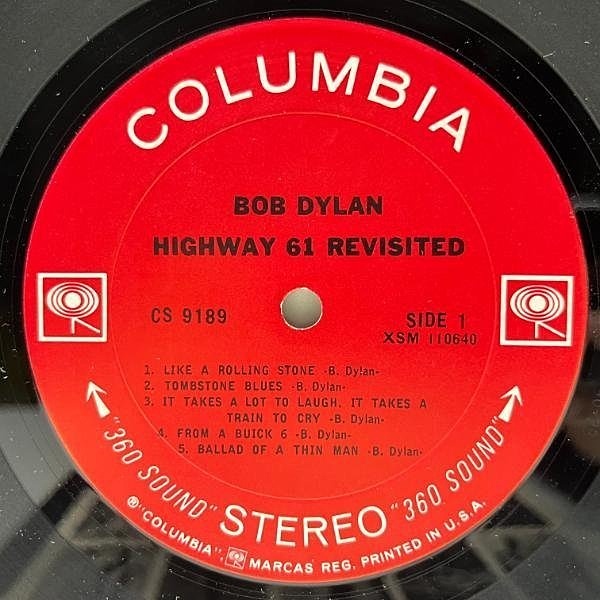 COLUMBIA
BOB DYLAN
HIGHWAY 61 REVISITED
CS 9189
SIDE 1
XSM 110640
1. LIKE A ROLLING STONE -B. Dylan-
2. TOMBSTONE BLUES -B. Dylan-
3. IT TAKES A LOT TO LAUGH, IT TAKES A
TRAIN TO CRY -B. Dylan-
4. FROM A BUICK 6 -B. Dylan-
5. BALLAD OF A THIN MAN -B. Dylan-
"360 SOUND" STEREO "360 SOUND"
®"COLUMBIA", MARCAS REG. PRINTED IN U.S.A.